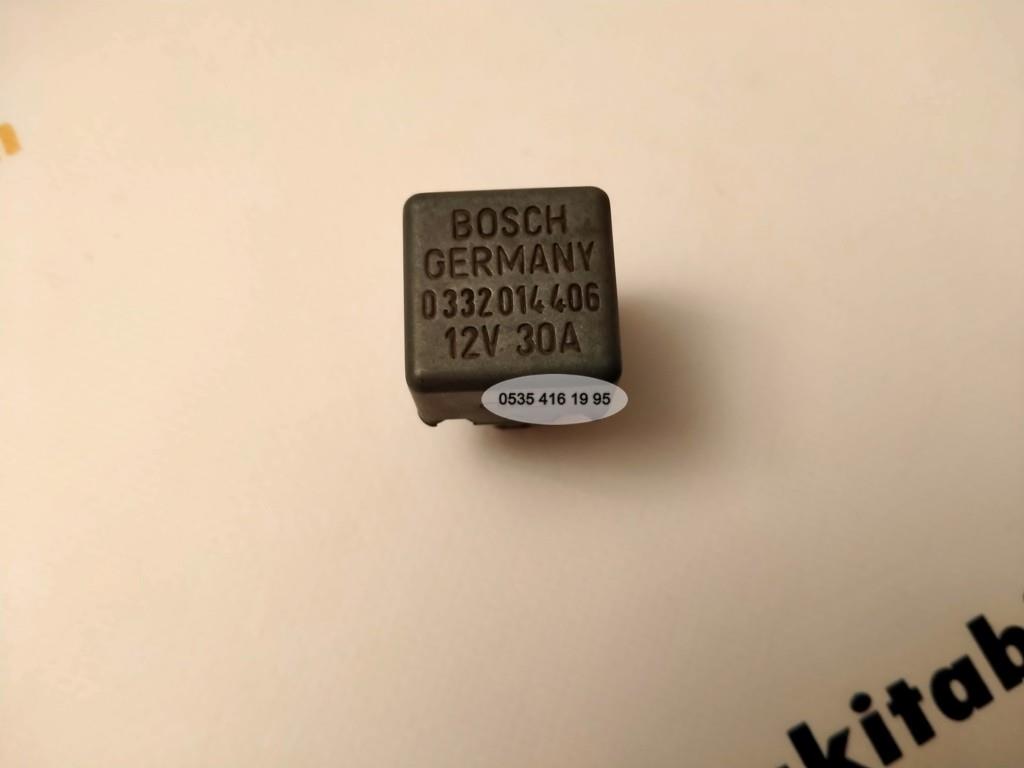 BOSCH
GERMANY
0332014406
12V 30A
0535 416 19 95